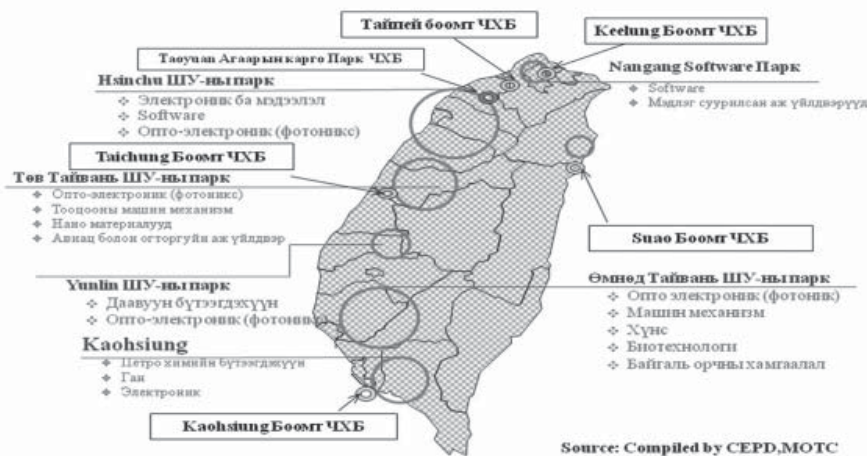 Тайпей боомт ЧХБ
Keelung Боомт ЧХБ
Taoyuan Агаарын карго Парк ЧХБ
Hsinchu ШУ-ны парк
Электроник ба мэдээлэл
Software
Опто-электроник (фотоникс)
Nangang Software Парк
Software
Мэдлэг суурилсан аж үйлдвэрүүд
Taichung Боомт ЧХБ
Төв Тайвань ШУ-ны парк
Опто-электроник (фотоникс)
Тооцооны машин механизм
Нано материалууд
Авиац болон огторгуйн аж үйлдвэр
Suao Боомт ЧХБ
Yunlin ШУ-ны парк
Даавуун бүтээгдэхүүн
Опто-электроник (фотоникс)
Өмнөд Тайвань ШУ-ны парк
Опто электроник (фотоник)
Машин механизм
Хүнс
Биотехнологи
Байгаль орчны хамгаалал
Kaohsiung
Петро химийн бүтээгдэхүүн
Ган
Электроник
Kaohsiung Боомт ЧХБ
Source: Compiled by CEPD,MOTC